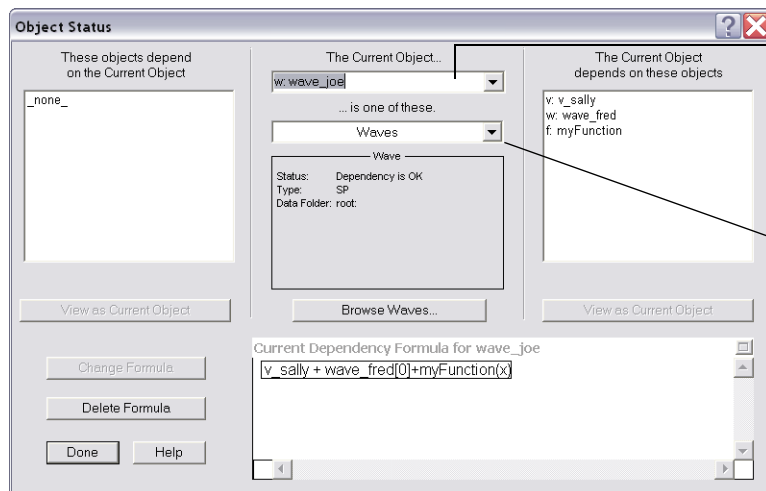 Object Status
These objects depend
on the Current Object
_none_
View as Current Object
The Current Object...
w: wave_joe
... is one of these.
Waves
Wave
Status: Dependency is OK
Type: SP
Data Folder: root:
Browse Waves...
The Current Object
depends on these objects
v: v_sally
w: wave_fred
f: myFunction
View as Current Object
Change Formula
Delete Formula
Done
Help
Current Dependency Formula for wave_joe
v_sally + wave_fred[0]+myFunction(x)